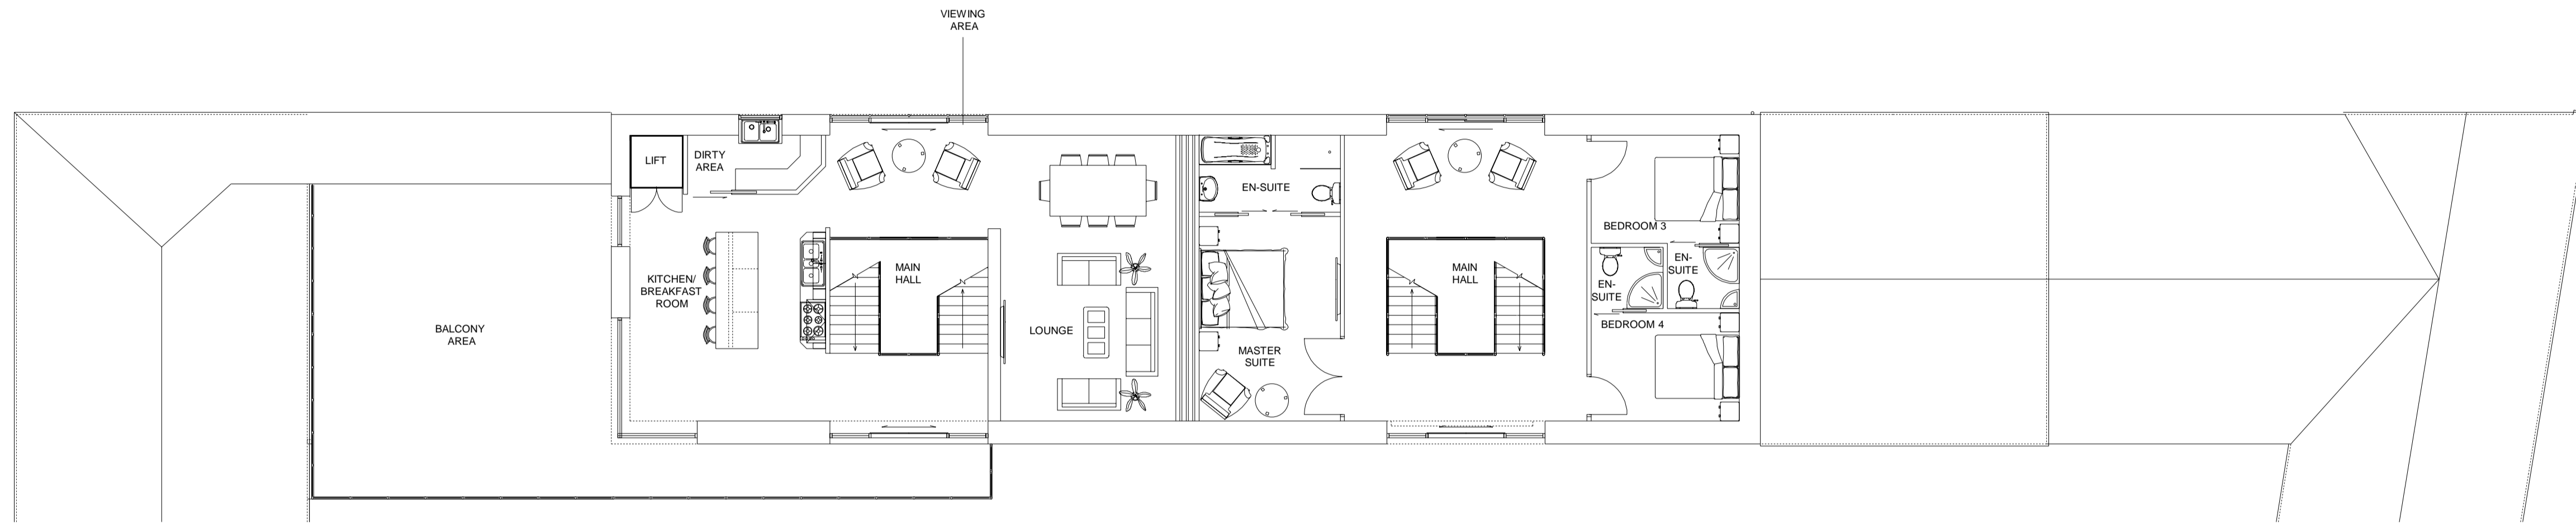 VIEWING
AREA
LIFT
DIRTY
AREA
EN-SUITE
BEDROOM 3
MAIN
HALL
MAIN
HALL
EN-
SUITE
KITCHEN/
BREAKFAST
ROOM
EN-
SUITE
BALCONY
AREA
LOUNGE
BEDROOM 4
MASTER
SUITE